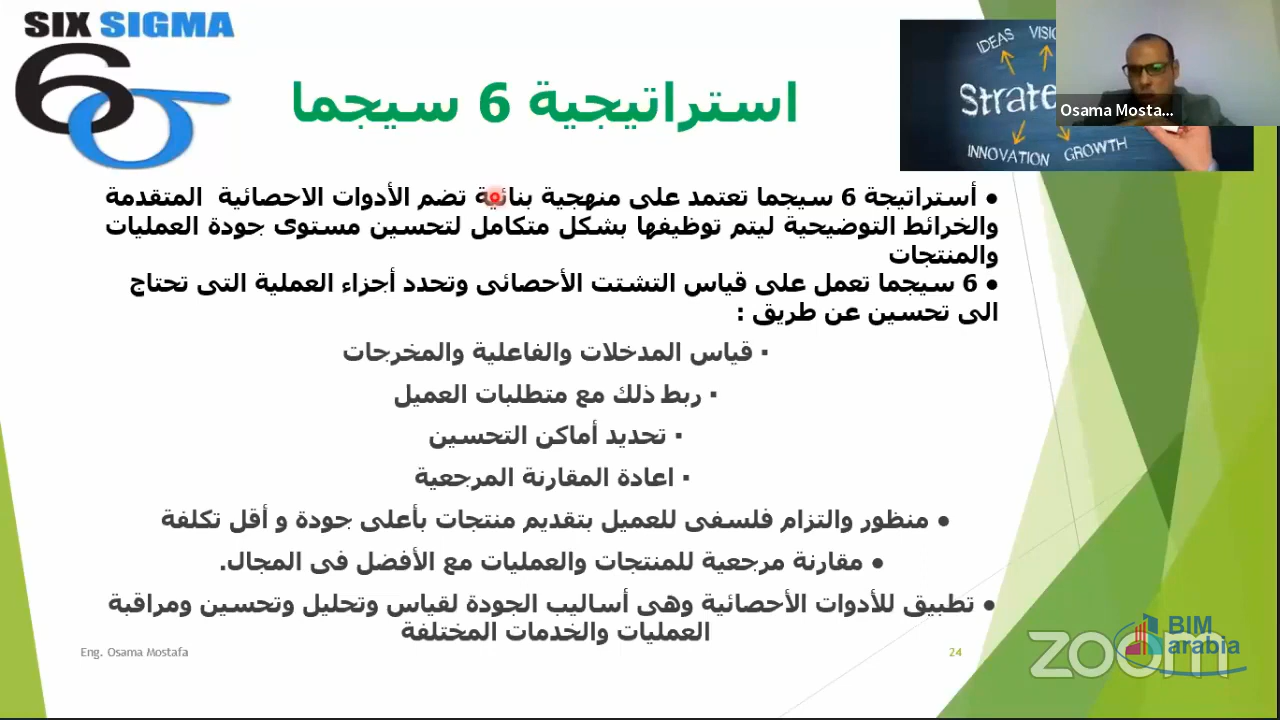 SIX SIGMA
6σ
استراتيجية 6 سيجما
IDEAS
INNOVATION GROWTH
Osama Mosta...
● أستراتيجة 6 سيجما تعتمد على منهجية بنائية تضم الأدوات الاحصائية المتقدمة
والخرائط التوضيحية ليتم توظيفها بشكل متكامل لتحسين مستوى جودة العمليات
والمنتجات
● 6 سيجما تعمل على قياس التشتت الأحصائى وتحدد أجزاء العملية التى تحتاج
الى تحسين عن طريق :
▪ قياس المدخلات والفاعلية والمخرجات
▪ ربط ذلك مع متطلبات العميل
▪ تحديد أماكن التحسين
▪ اعادة المقارنة المرجعية
● منظور والتزام فلسفى للعميل بتقديم منتجات بأعلى جودة و أقل تكلفة
● مقارنة مرجعية للمنتجات والعمليات مع الأفضل فى المجال.
● تطبيق للأدوات الأحصائية وهى أساليب الجودة لقياس وتحليل وتحسين ومراقبة
العمليات والخدمات المختلفة
Eng. Osama Mostafa
24
zoom
BIM
arabia